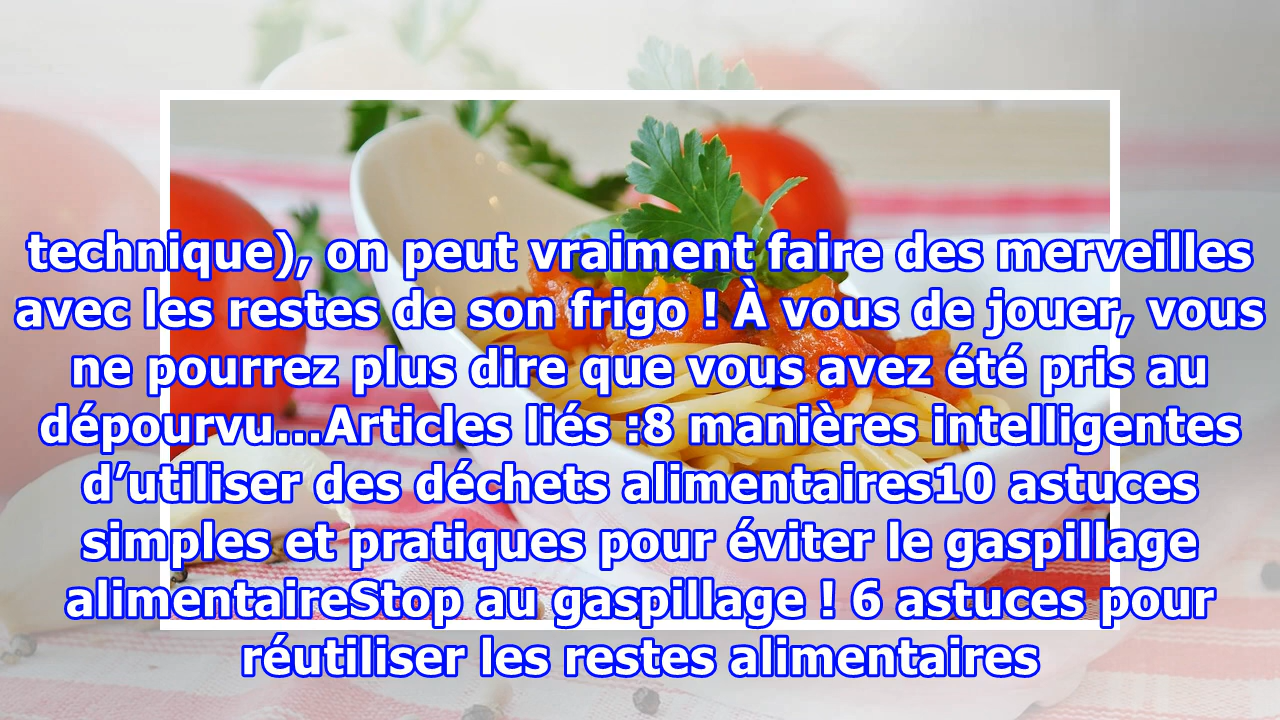 technique), on peut vraiment faire des merveilles
avec les restes de son frigo ! À vous de jouer, vous
ne pourrez plus dire que vous avez été pris au
dépourvu...Articles liés :8 manières intelligentes
d’utiliser des déchets alimentaires10 astuces
simples et pratiques pour éviter le gaspillage
alimentaireStop au gaspillage ! 6 astuces pour
réutiliser les restes alimentaires